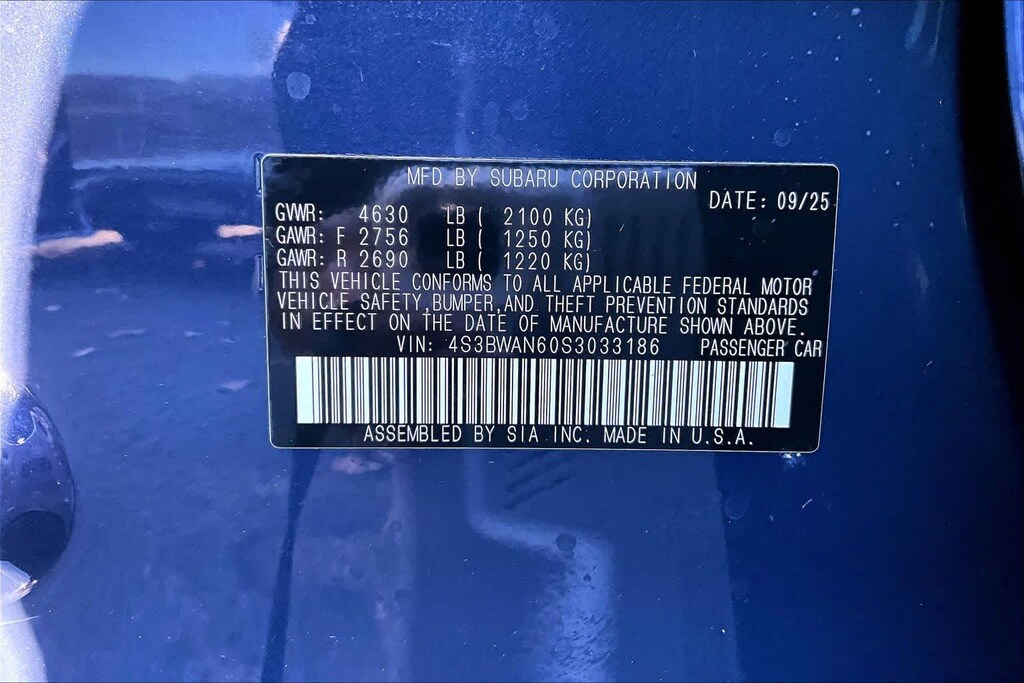 MFD BY SUBARU CORPORATION
DATE: 09/25
GVWR: 4630 LB ( 2100 KG)
GAWR: F 2756 LB ( 1250 KG)
GAWR: R 2690 LB ( 1220 KG)
THIS VEHICLE CONFORMS TO ALL APPLICABLE FEDERAL MOTOR
VEHICLE SAFETY,BUMPER,AND THEFT PREVENTION STANDARDS
IN EFFECT ON THE DATE OF MANUFACTURE SHOWN ABOVE.
VIN: 4S3BWAN60S3033186 PASSENGER CAR
ASSEMBLED BY SIA INC. MADE IN U.S.A.